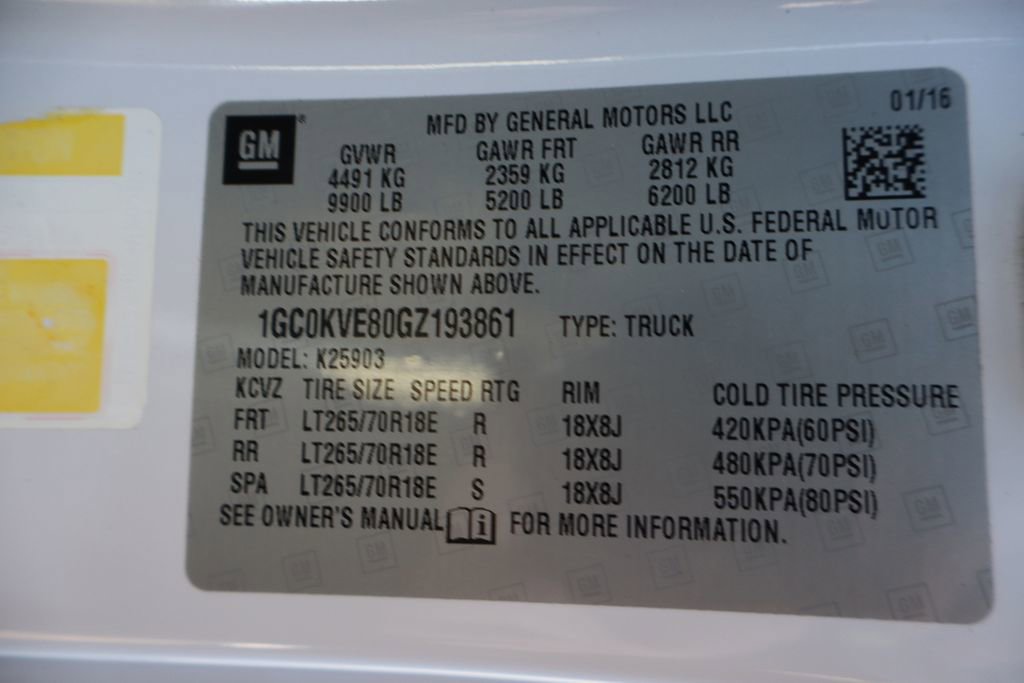 GM ®
MFD BY GENERAL MOTORS LLC 01/16
GVWR GAWR FRT GAWR RR
4491 KG 2359 KG 2812 KG
9900 LB 5200 LB 6200 LB
THIS VEHICLE CONFORMS TO ALL APPLICABLE U.S. FEDERAL MOTOR
VEHICLE SAFETY STANDARDS IN EFFECT ON THE DATE OF
MANUFACTURE SHOWN ABOVE.
1GC0KVE80GZ193861 TYPE: TRUCK
MODEL: K25903
KCVZ TIRE SIZE SPEED RTG RIM COLD TIRE PRESSURE
FRT LT265/70R18E R 18X8J 420KPA(60PSI)
RR LT265/70R18E R 18X8J 480KPA(70PSI)
SPA LT265/70R18E S 18X8J 550KPA(80PSI)
SEE OWNER'S MANUAL i FOR MORE INFORMATION.